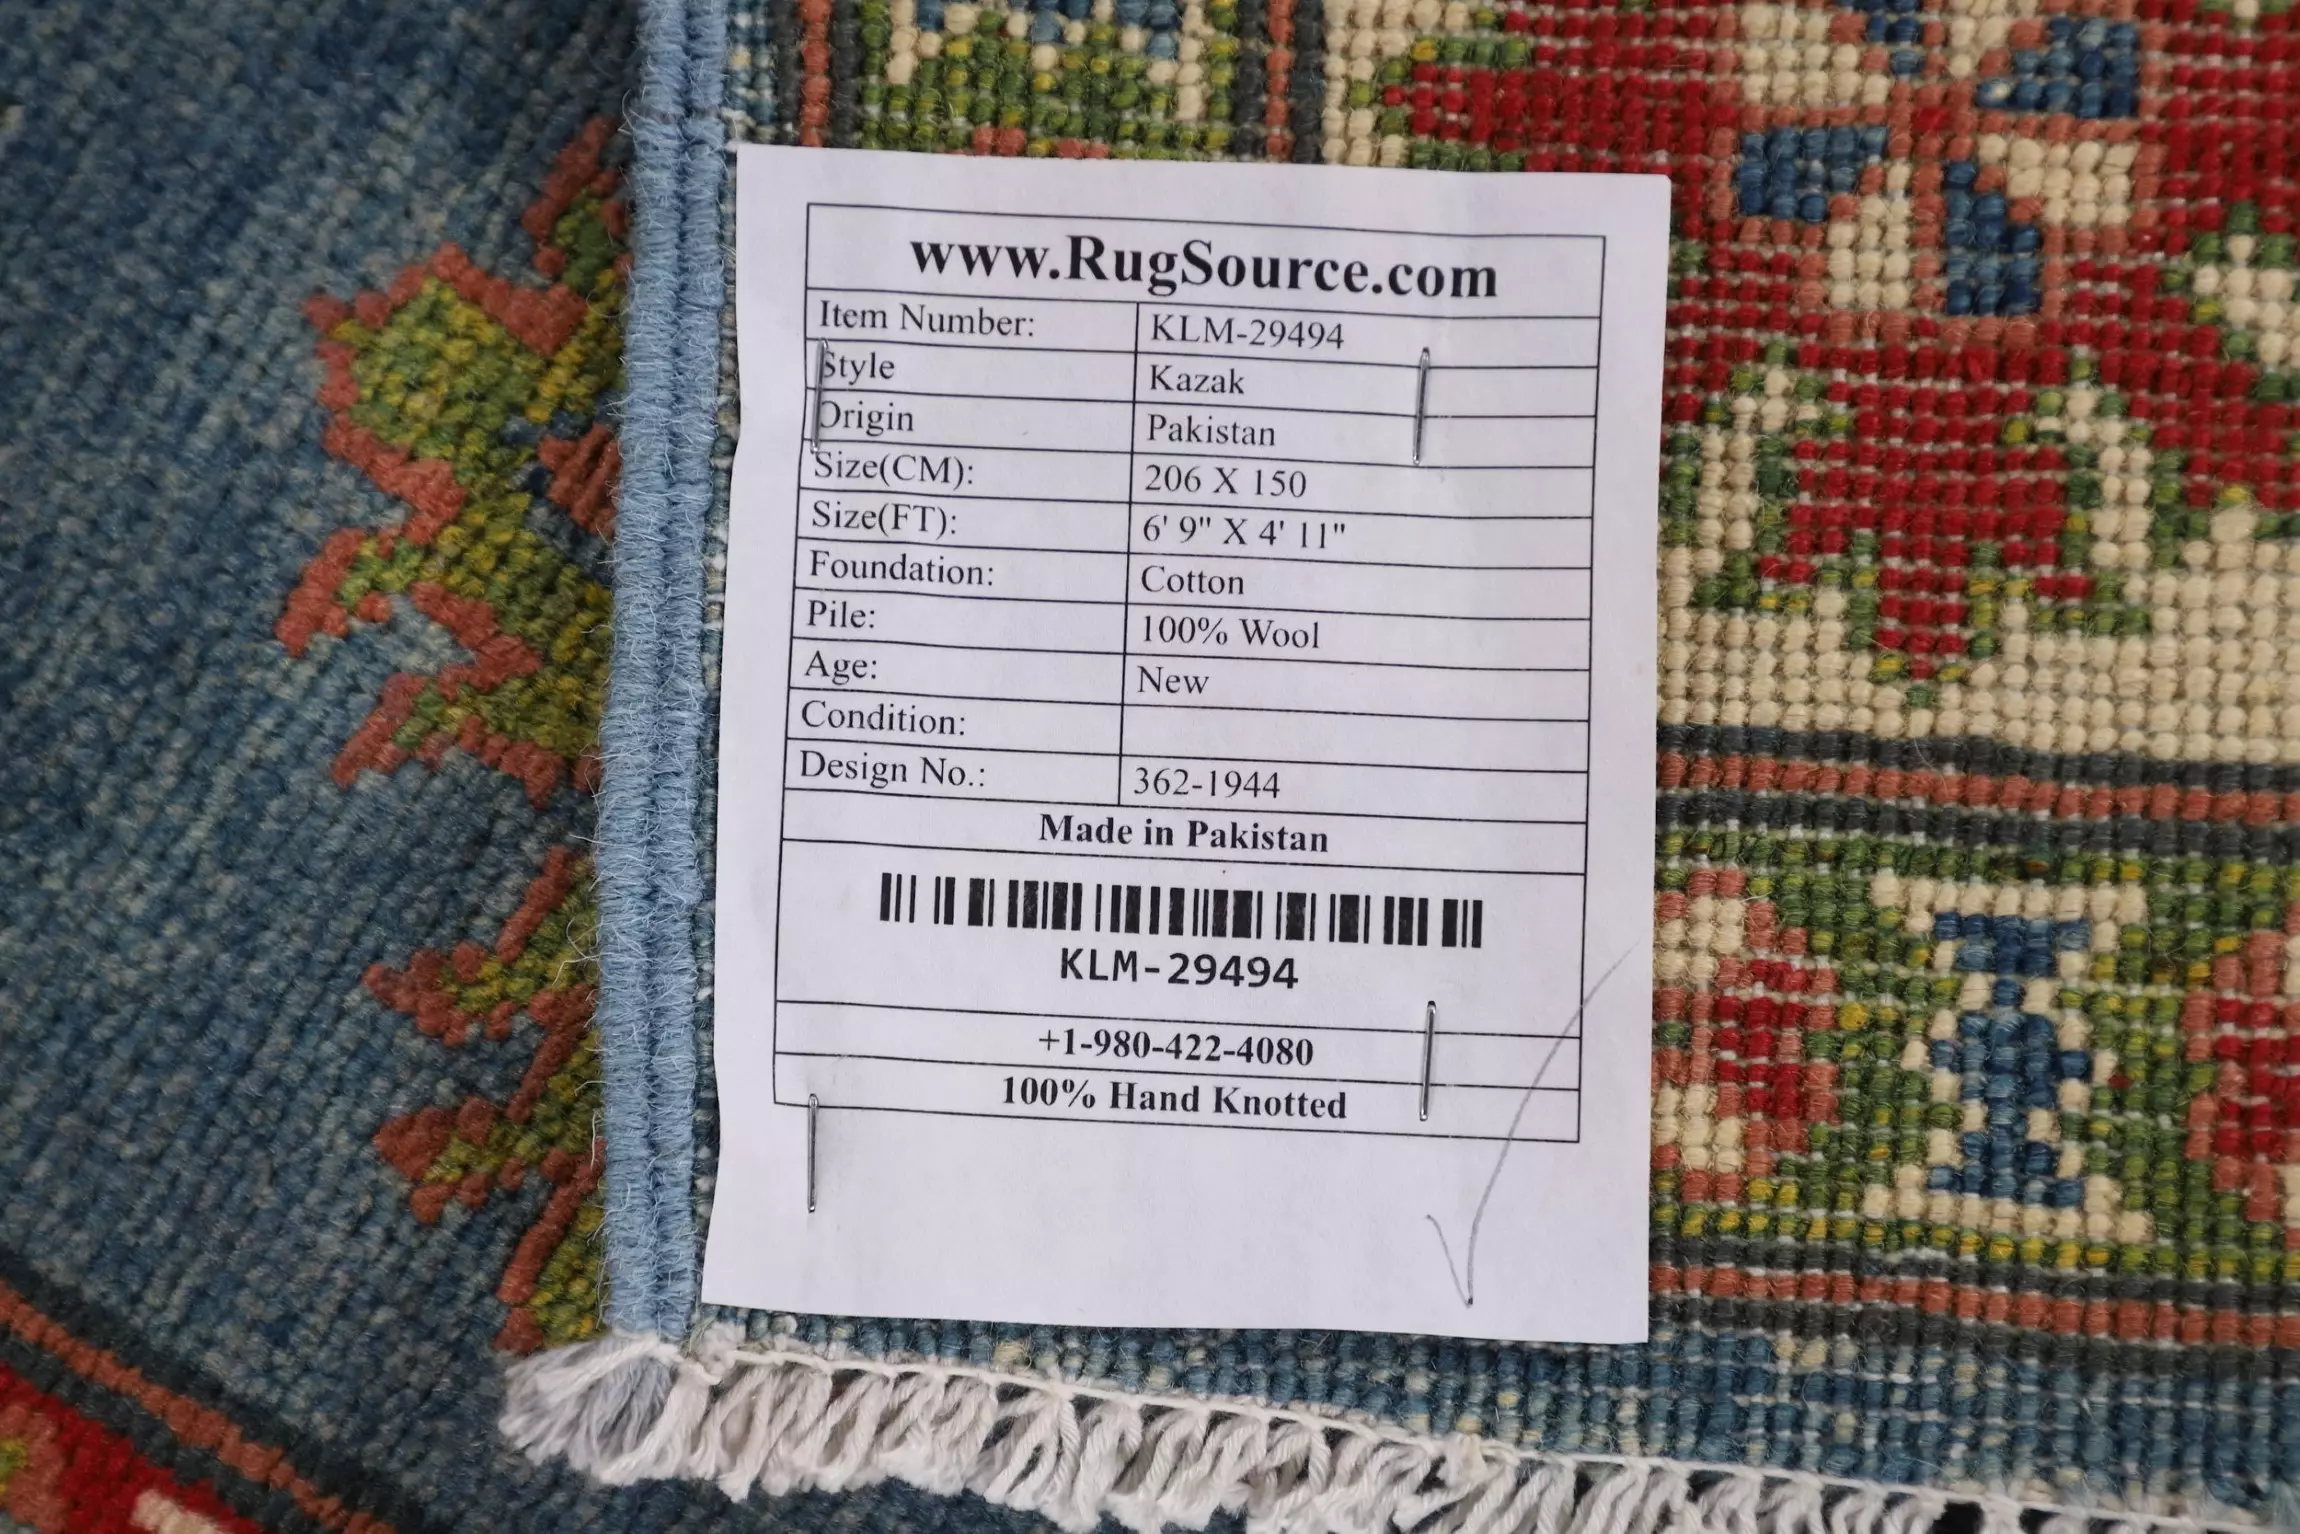 www.RugSource.com
Item Number: KLM-29494
Style Kazak
Origin Pakistan
Size(CM): 206 X 150
Size(FT): 6' 9" X 4' 11"
Foundation: Cotton
Pile: 100% Wool
Age: New
Condition:
Design No.: 362-1944
Made in Pakistan
KLM-29494
+1-980-422-4080
100% Hand Knotted